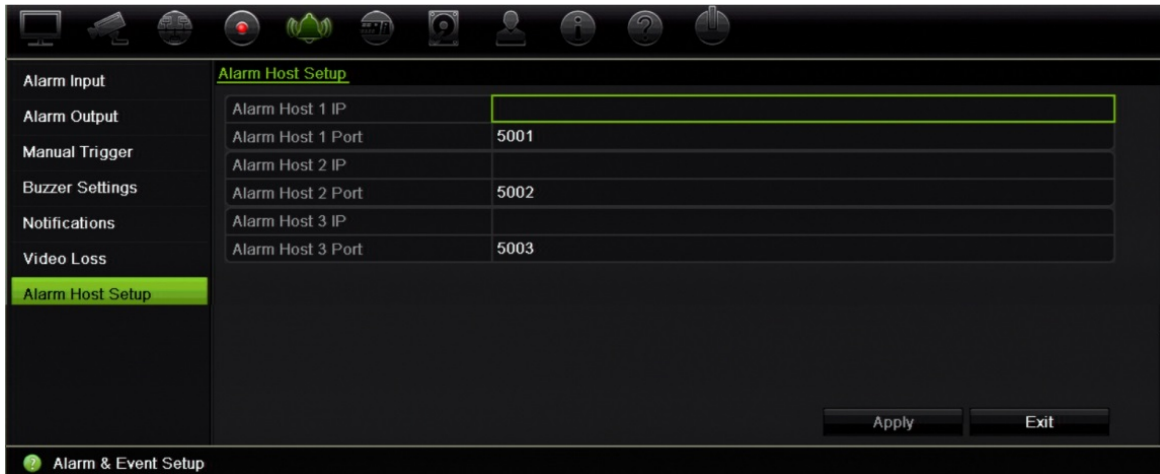 Alarm Input
Alarm Output
Manual Trigger
Buzzer Settings
Notifications
Video Loss
Alarm Host Setup
Alarm Host Setup
Alarm Host 1 IP
Alarm Host 1 Port 5001
Alarm Host 2 IP
Alarm Host 2 Port 5002
Alarm Host 3 IP
Alarm Host 3 Port 5003
Apply Exit
Alarm & Event Setup